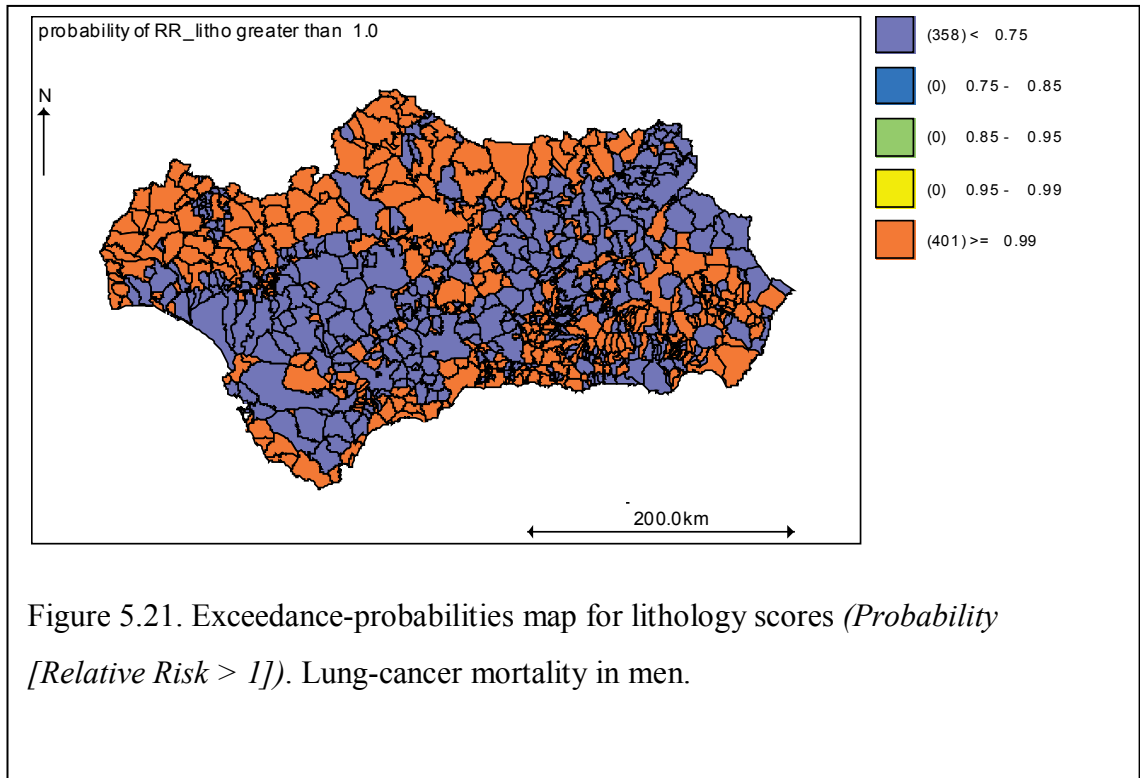 probability of RR_litho greater than 1.0
N
(358) < 0.75
(0) 0.75 - 0.85
(0) 0.85 - 0.95
(0) 0.95 - 0.99
(401) >= 0.99
200.0km
Figure 5.21. Exceedance-probabilities map for lithology scores (Probability
[Relative Risk > 1]). Lung-cancer mortality in men.